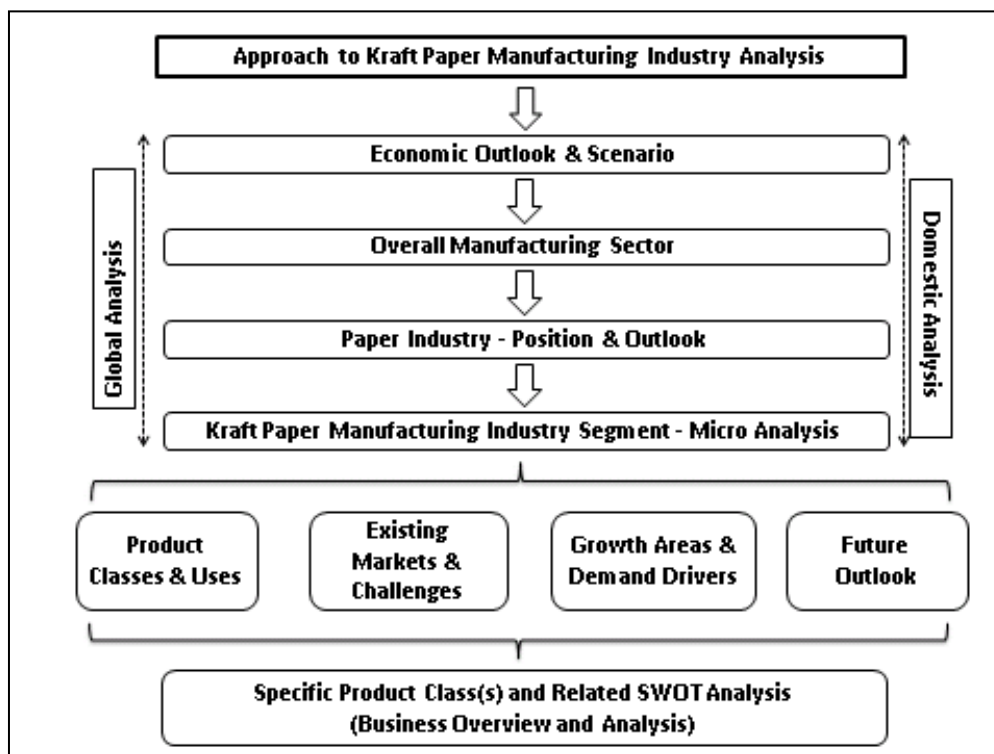 Approach to Kraft Paper Manufacturing Industry Analysis
Economic Outlook & Scenario
Overall Manufacturing Sector
Paper Industry - Position & Outlook
Kraft Paper Manufacturing Industry Segment - Micro Analysis
Global Analysis
Domestic Analysis
Product
Classes & Uses
Existing
Markets &
Challenges
Growth Areas &
Demand Drivers
Future
Outlook
Specific Product Class(s) and Related SWOT Analysis
(Business Overview and Analysis)